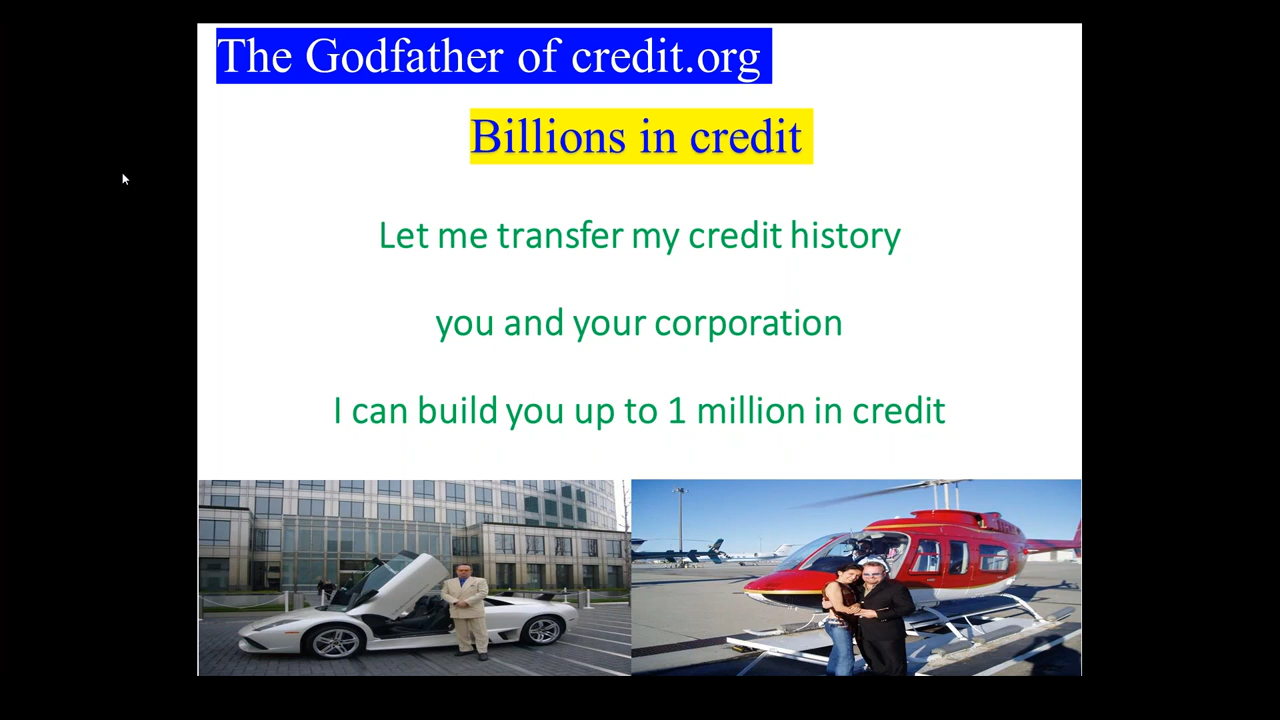 The Godfather of credit.org
Billions in credit
Let me transfer my credit history
you and your corporation
I can build you up to 1 million in credit